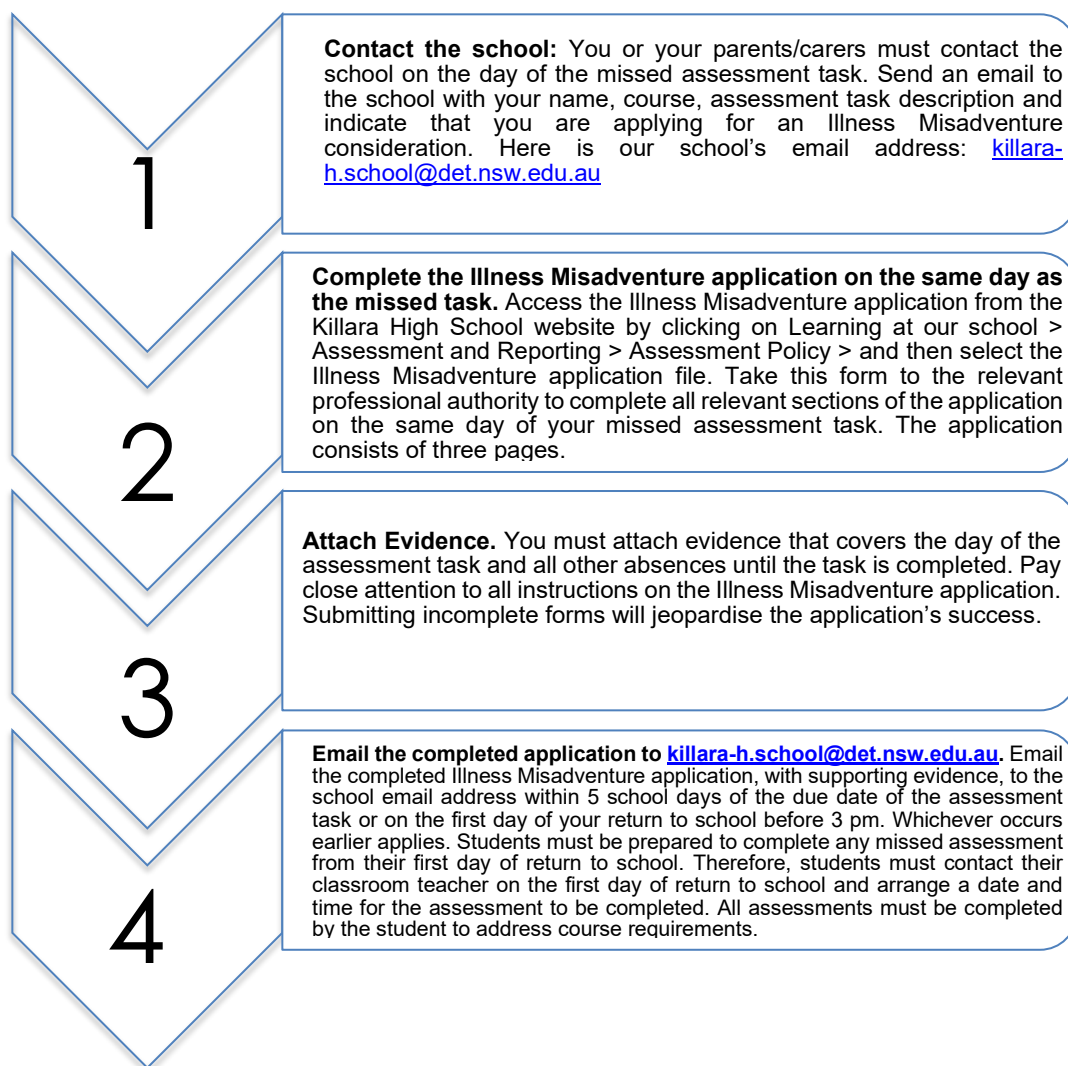 1
Contact the school: You or your parents/carers must contact the
school on the day of the missed assessment task. Send an email to
the school with your name, course, assessment task description and
indicate that you are applying for an Illness Misadventure
consideration. Here is our school's email address: killara-
h.school@det.nsw.edu.au
2
Complete the Illness Misadventure application on the same day as
the missed task. Access the Illness Misadventure application from the
Killara High School website by clicking on Learning at our school >
Assessment and Reporting > Assessment Policy > and then select the
Illness Misadventure application file. Take this form to the relevant
professional authority to complete all relevant sections of the application
on the same day of your missed assessment task. The application
consists of three pages.
3
Attach Evidence. You must attach evidence that covers the day of the
assessment task and all other absences until the task is completed. Pay
close attention to all instructions on the Illness Misadventure application.
Submitting incomplete forms will jeopardise the application's success.
4
Email the completed application to killara-h.school@det.nsw.edu.au. Email
the completed Illness Misadventure application, with supporting evidence, to the
school email address within 5 school days of the due date of the assessment
task or on the first day of your return to school before 3 pm. Whichever occurs
earlier applies. Students must be prepared to complete any missed assessment
from their first day of return to school. Therefore, students must contact their
classroom teacher on the first day of return to school and arrange a date and
time for the assessment to be completed. All assessments must be completed
by the student to address course requirements.